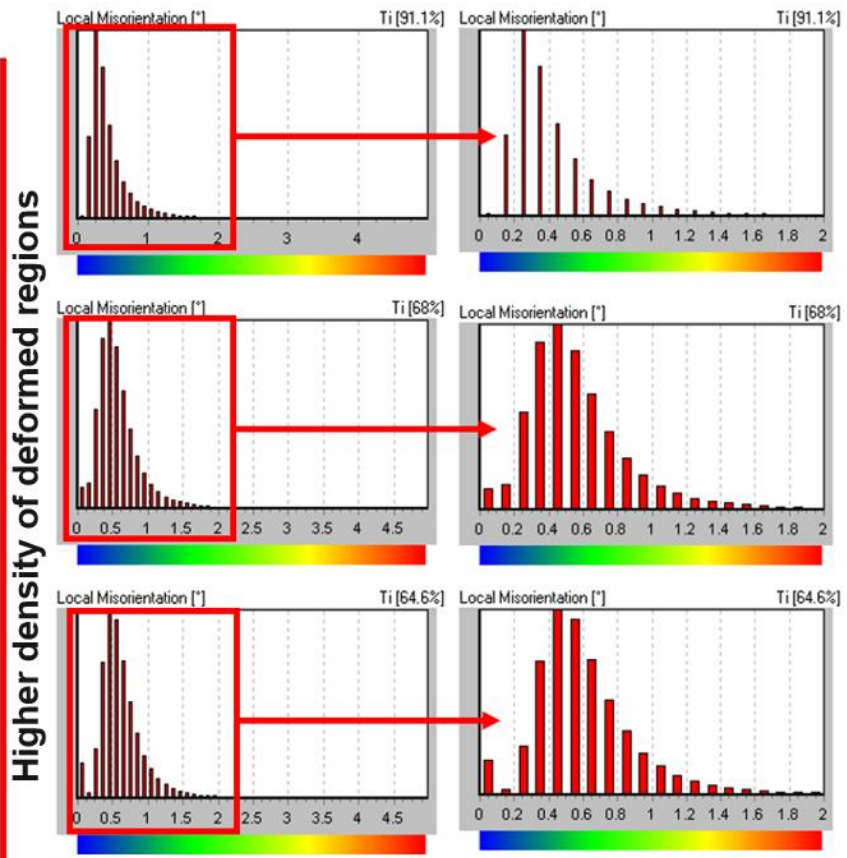 Higher density of deformed regions
Local Misorientation [°] Ti [91.1%]
0 1 2 3 4
Local Misorientation [°] Ti [91.1%]
0 0.2 0.4 0.6 0.8 1 1.2 1.4 1.6 1.8 2
Local Misorientation [°] Ti [68%]
0 0.5 1 1.5 2 2.5 3 3.5 4 4.5
Local Misorientation [°] Ti [68%]
0 0.2 0.4 0.6 0.8 1 1.2 1.4 1.6 1.8 2
Local Misorientation [°] Ti [64.6%]
0 0.5 1 1.5 2 2.5 3 3.5 4 4.5
Local Misorientation [°] Ti [64.6%]
0 0.2 0.4 0.6 0.8 1 1.2 1.4 1.6 1.8 2